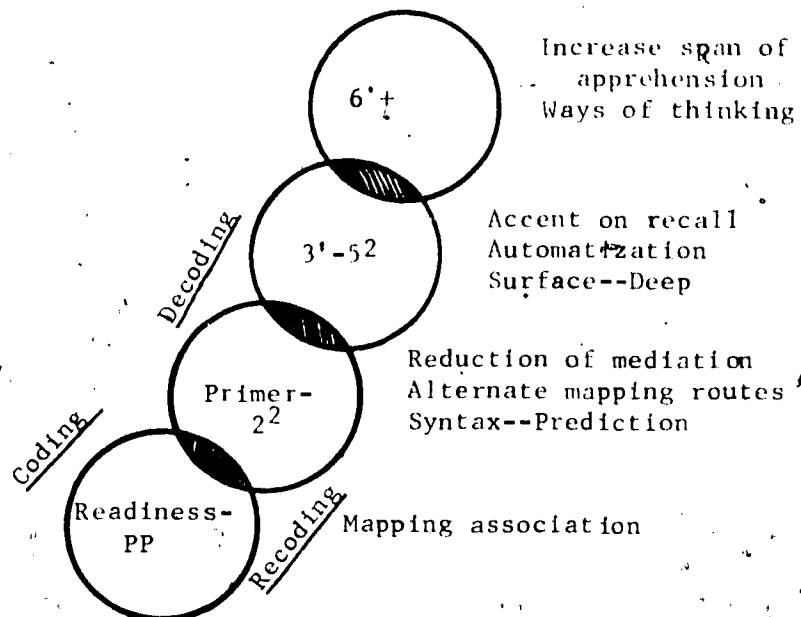 Increase span of
apprehension
Ways of thinking
6'+
Accent on recall
Automatization
Surface--Deep
3'-5²
Decoding
Reduction of mediation
Alternate mapping routes
Syntax--Prediction
Primer-
2²
Coding
Readiness-
PP
Recoding
Mapping association